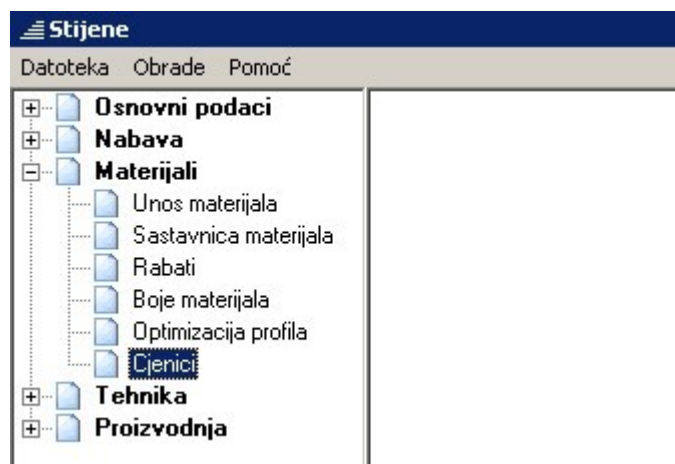 Stijene
Datoteka Obrade Pomoć
Osnovni podaci
Nabava
Materijali
Unos materijala
Sastavnica materijala
Rabati
Boje materijala
Optimizacija profila
Cjenici
Tehnika
Proizvodnja